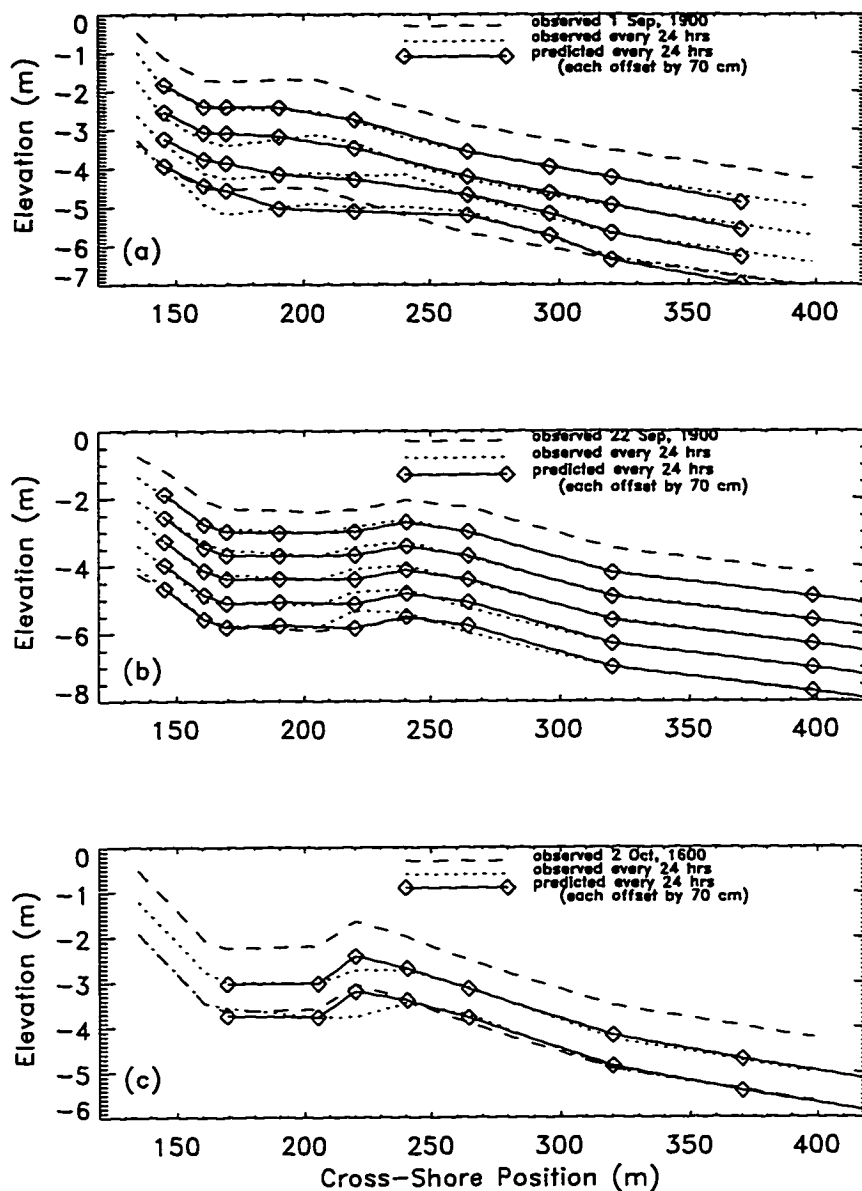 observed 1 Sep, 1900
observed every 24 hrs
predicted every 24 hrs
(each offset by 70 cm)
0
-1
-2
-3
-4
-5
-6
-7
Elevation (m)
(a)
150 200 250 300 350 400
observed 22 Sep, 1900
observed every 24 hrs
predicted every 24 hrs
(each offset by 70 cm)
0
-2
-4
-6
-8
Elevation (m)
(b)
150 200 250 300 350 400
observed 2 Oct, 1600
observed every 24 hrs
predicted every 24 hrs
(each offset by 70 cm)
0
-1
-2
-3
-4
-5
-6
Elevation (m)
(c)
150 200 250 300 350 400
Cross-Shore Position (m)